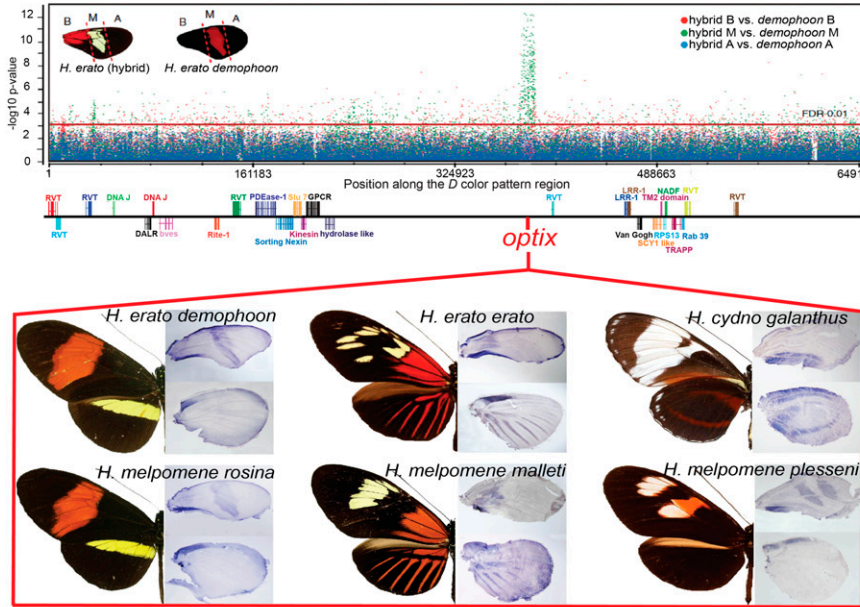 B M A
B M A
H. erato (hybrid) H. erato demophoon
hybrid B vs. demophoon B
hybrid M vs. demophoon M
hybrid A vs. demophoon A
-log10 p-value
12
10
8
6
4
2
0
FDR 0.01
1 161183 324923 488663 6491
Position along the D color pattern region
RVT RVT DNA J DNA J RVT PDEase-1 Slu 7 GPCR RVT LRR-1 LRR-1 NADF TM2 domain RVT RVT
RVT DALR bves Rite-1 Sorting Nexin Kinesin hydrolase like Van Gogh SCY1 like RPS13 TRAPP Rab 39
optix
H. erato demophoon H. erato erato H. cydno galanthus
H. melpomene rosina H. melpomene malleti H. melpomene plesseni